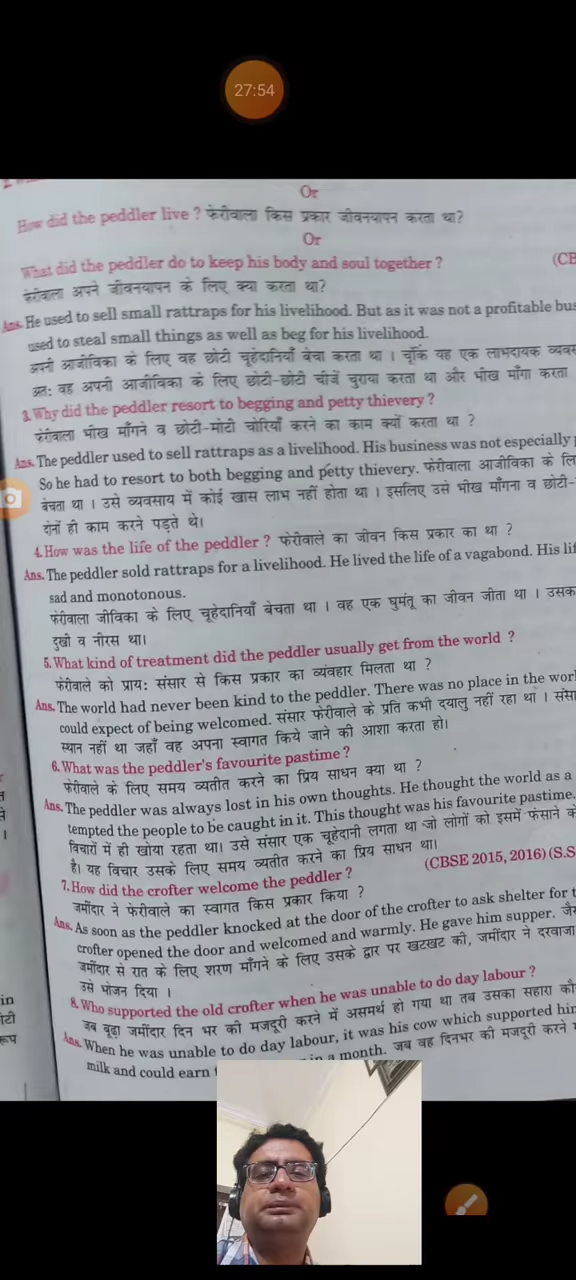 27:54
Or
How did the peddler live ? फेरीवाला किस प्रकार जीवनयापन करता था?
Or
What did the peddler do to keep his body and soul together ? (CB
फेरीवाला अपने जीवनयापन के लिए क्या करता था?
Ans. He used to sell small rattraps for his livelihood. But as it was not a profitable bus
used to steal small things as well as beg for his livelihood.
अपनी आजीविका के लिए वह छोटी चूहेदानियाँ बेचा करता था । चूँकि यह एक लाभदायक व्यवस
अतः वह अपनी आजीविका के लिए छोटी-छोटी चीजें चुराया करता था और भीख माँगा करता
3. Why did the peddler resort to begging and petty thievery ?
फेरीवाला भीख माँगने व छोटी-मोटी चोरियाँ करने का काम क्यों करता था ?
Ans. The peddler used to sell rattraps as a livelihood. His business was not especially
So he had to resort to both begging and petty thievery. फेरीवाला आजीविका के लि
बेचता था । उसे व्यवसाय में कोई खास लाभ नहीं होता था । इसलिए उसे भीख माँगना व छोटी-
दोनों ही काम करने पड़ते थे।
4. How was the life of the peddler ? फेरीवाले का जीवन किस प्रकार का था ?
Ans. The peddler sold rattraps for a livelihood. He lived the life of a vagabond. His lif
sad and monotonous.
फेरीवाला जीविका के लिए चूहेदानियाँ बेचता था । वह एक घुमंतू का जीवन जीता था । उसक
दुखी व नीरस था।
5. What kind of treatment did the peddler usually get from the world ?
फेरीवाले को प्रायः संसार से किस प्रकार का व्यंवहार मिलता था ?
Ans. The world had never been kind to the peddler. There was no place in the worl
could expect of being welcomed. संसार फेरीवाले के प्रति कभी दयालु नहीं रहा था । संसा
स्थान नहीं था जहाँ वह अपना स्वागत किये जाने की आशा करता हो।
6. What was the peddler's favourite pastime ?
फेरीवाले के लिए समय व्यतीत करने का प्रिय साधन क्या था ?
Ans. The peddler was always lost in his own thoughts. He thought the world as a
tempted the people to be caught in it. This thought was his favourite pastime.
विचारों में ही खोया रहता था। उसे संसार एक चूहेदानी लगता था जो लोगों को इसमें फंसाने के
है। यह विचार उसके लिए समय व्यतीत करने का प्रिय साधन था।
7. How did the crofter welcome the peddler ? (CBSE 2015, 2016) (S.S
जमींदार ने फेरीवाले का स्वागत किस प्रकार किया ?
Ans. As soon as the peddler knocked at the door of the crofter to ask shelter for t
crofter opened the door and welcomed and warmly. He gave him supper. जैसे
जमींदार से रात के लिए शरण माँगने के लिए उसके द्वार पर खटखट की, जमींदार ने दरवाजा
उसे भोजन दिया ।
8. Who supported the old crofter when he was unable to do day labour ?
जब बूढ़ा जमींदार दिन भर की मजदूरी करने में असमर्थ हो गया था तब उसका सहारा कौ
Ans. When he was unable to do day labour, it was his cow which supported him
milk and could earn in a month. जब वह दिनभर की मजदूरी करने
in